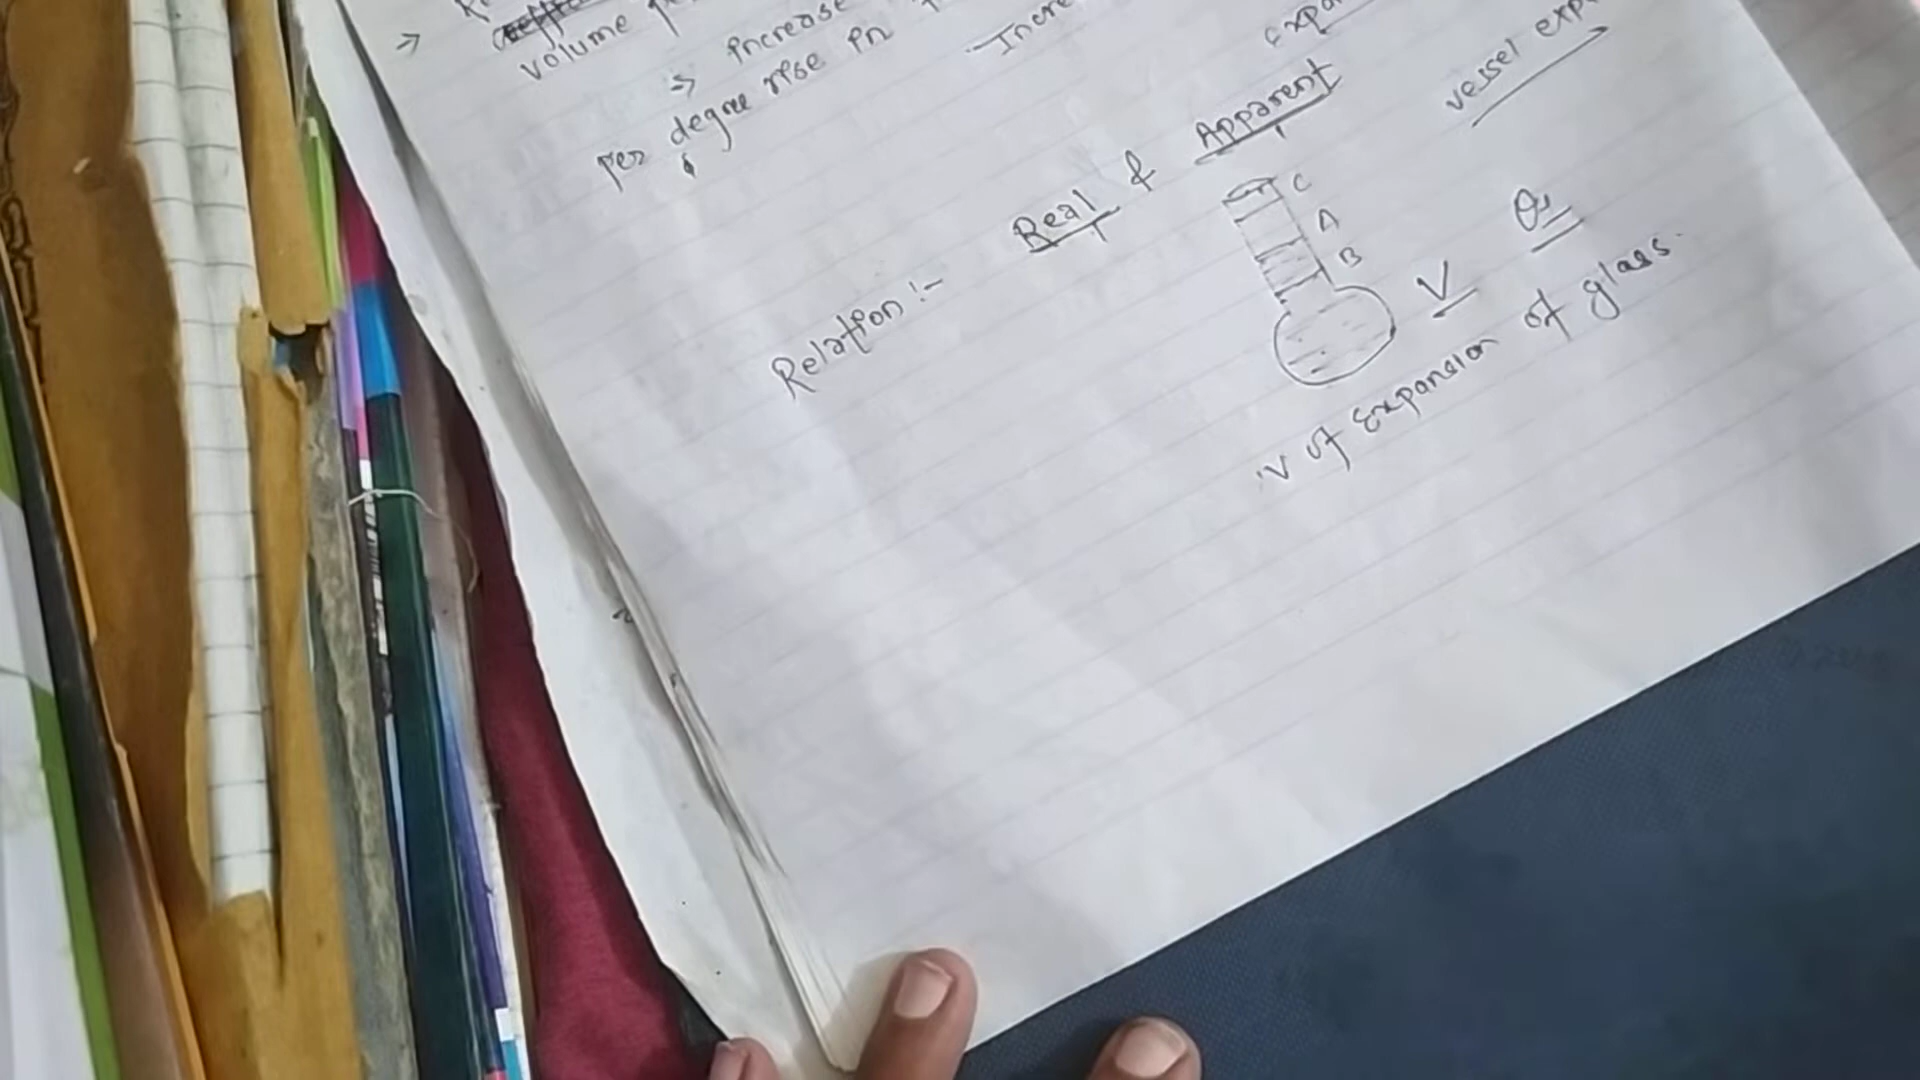 →
volume
⇒ increase
per degree rise in
Incre
expa
vessel exp
Relation :- Real & Apparent
C
A
B
V
θ₁
V of Expansion of glass.